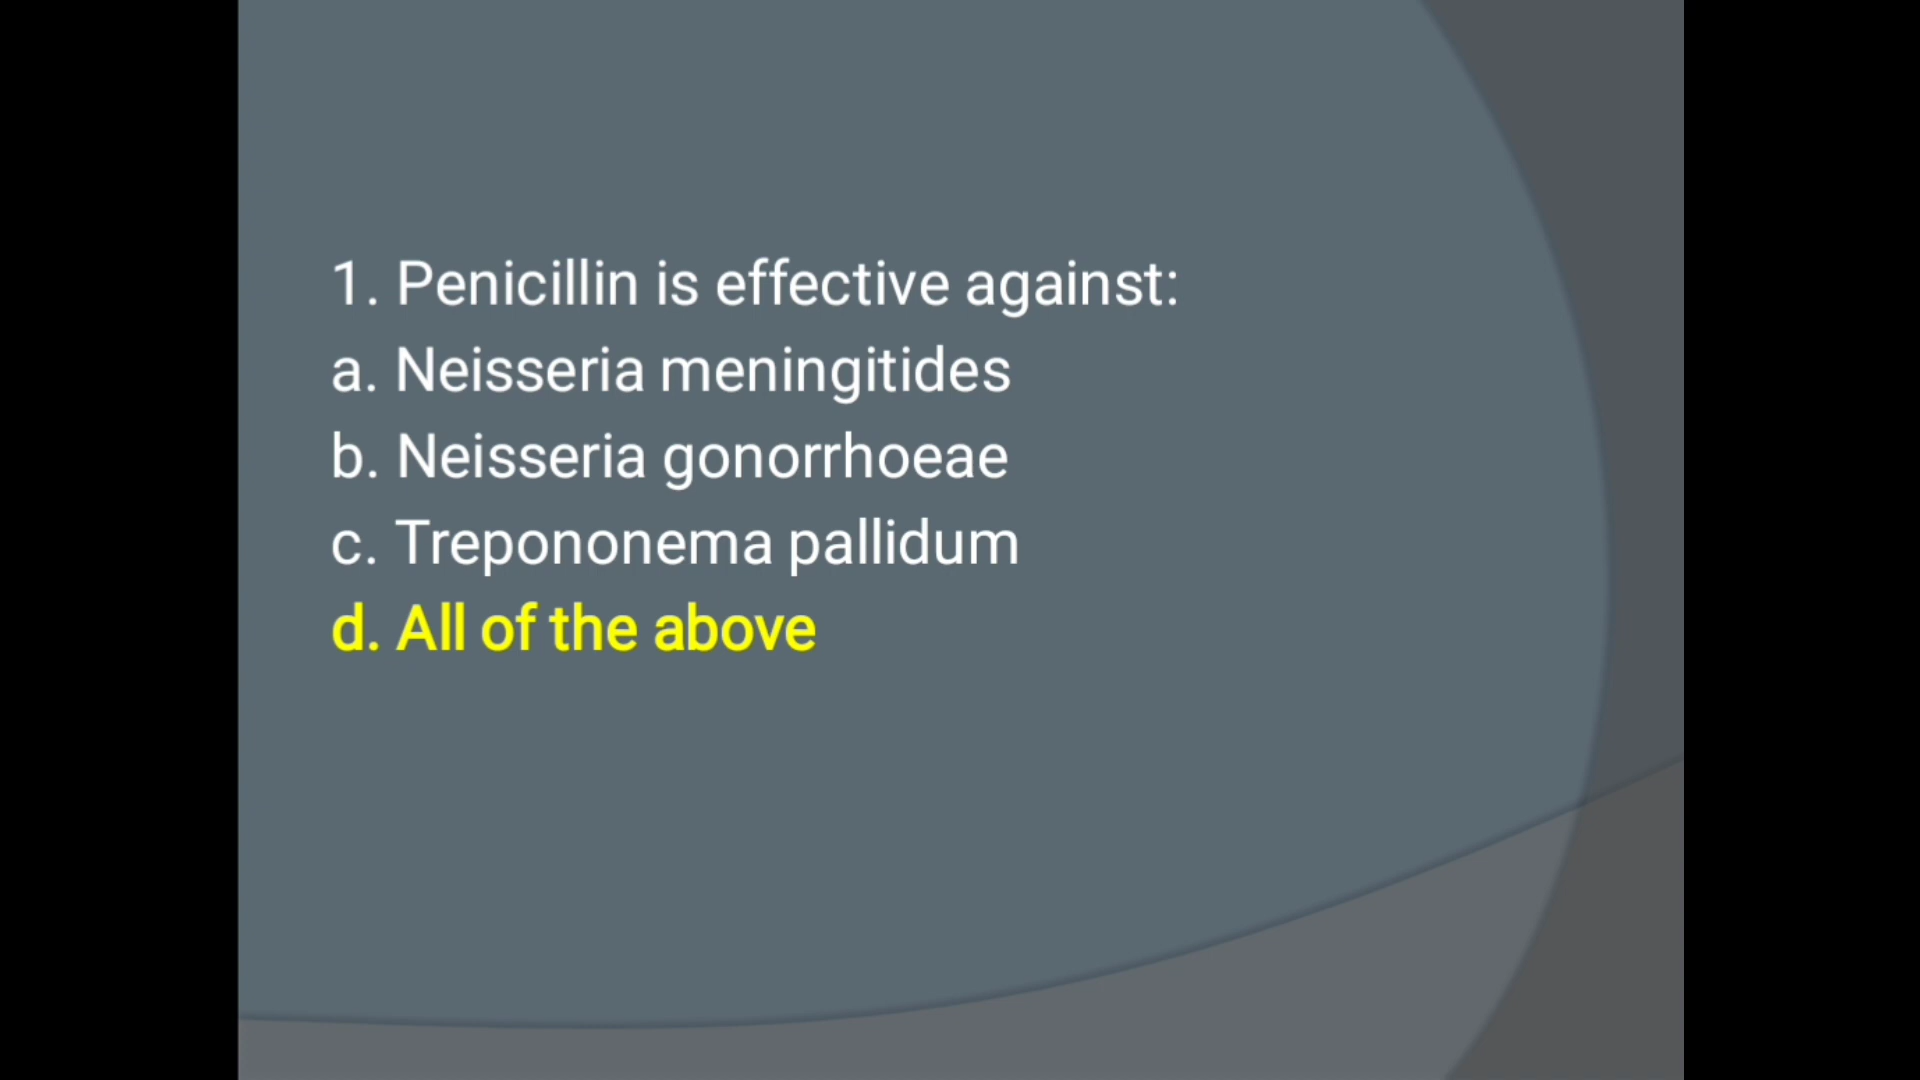 1. Penicillin is effective against:
a. Neisseria meningitides
b. Neisseria gonorrhoeae
c. Trepononema pallidum
d. All of the above